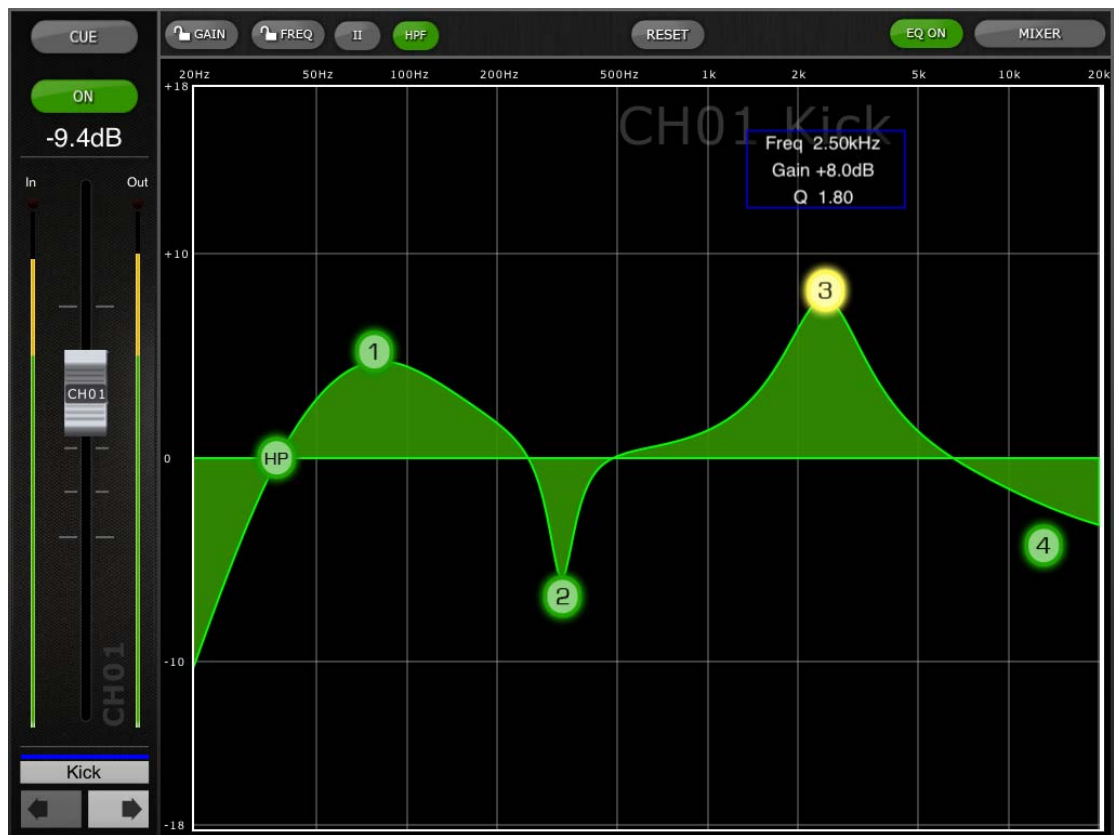 CUE
GAIN
FREQ
II
HPF
RESET
EQ ON
MIXER
ON
-9.4dB
20Hz 50Hz 100Hz 200Hz 500Hz 1k 2k 5k 10k 20k
+18
CH01 Kick
Freq 2.50kHz
Gain +8.0dB
Q 1.80
In Out
+10
3
1
CH01
0
HP
2
4
-10
CH01
Kick
-18